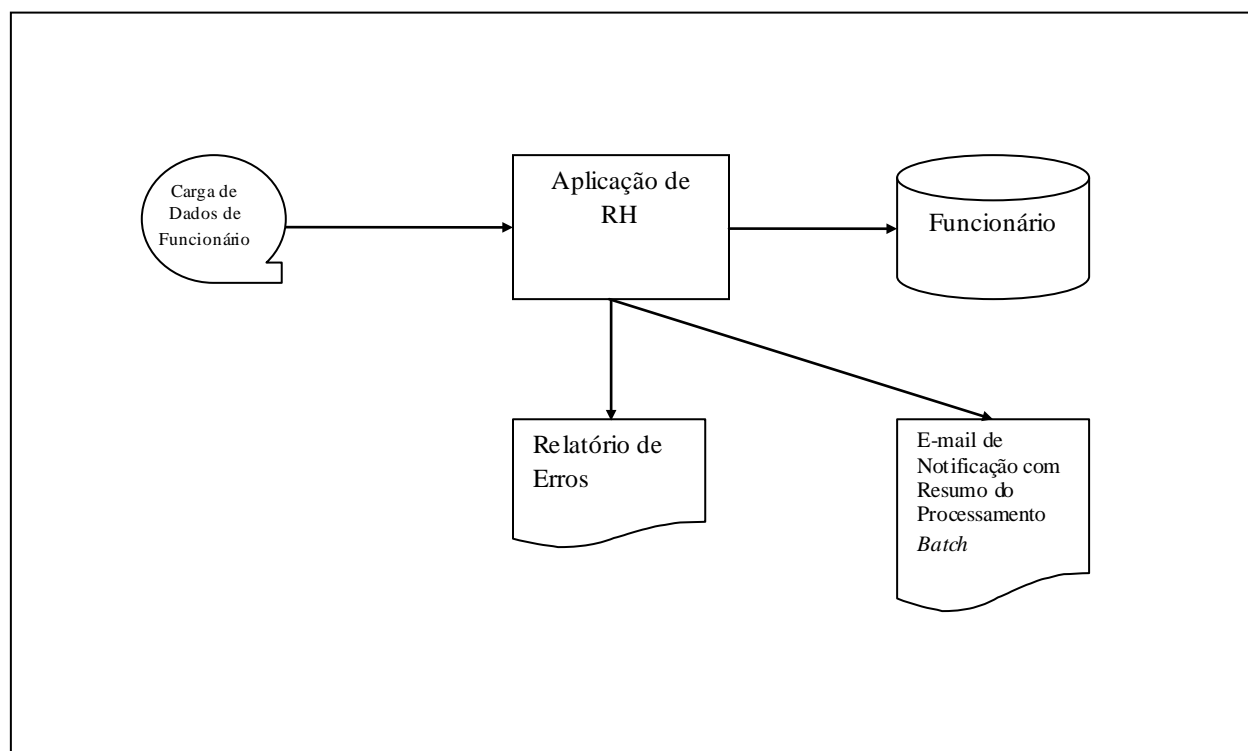 Carga de
Dados de
Funcionário
Aplicação de
RH
Funcionário
Relatório de
Erros
E-mail de
Notificação com
Resumo do
Processamento
Batch